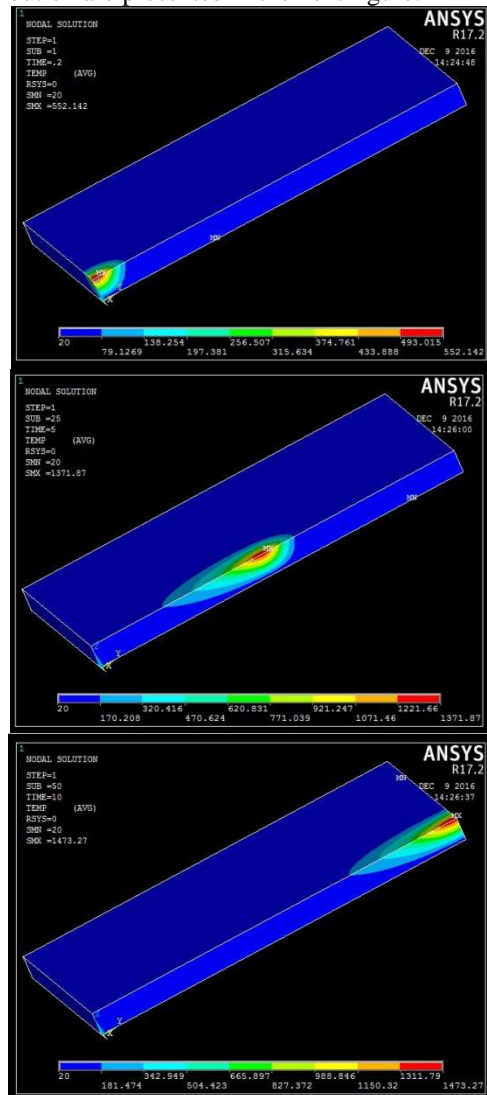 are presented in the next figure.
1
NODAL SOLUTION
ANSYS
R17.2
STEP=1
SUB =1
TIME=.2
TEMP (AVG)
RSYS=0
SMN =20
SMX =552.142
DEC 9 2016
14:24:48
MX
MN
Y
X
20 138.254 256.507 374.761 493.015
79.1269 197.381 315.634 433.888 552.142
1
NODAL SOLUTION
ANSYS
R17.2
STEP=1
SUB =25
TIME=5
TEMP (AVG)
RSYS=0
SMN =20
SMX =1371.87
DEC 9 2016
14:26:00
MN
MX
Z
Y
X
20 320.416 620.831 921.247 1221.66
170.208 470.624 771.039 1071.46 1371.87
1
NODAL SOLUTION
ANSYS
R17.2
STEP=1
SUB =50
TIME=10
TEMP (AVG)
RSYS=0
SMN =20
SMX =1473.27
MN
DEC 9 2016
14:26:37
MX
Z
Y
X
20 342.949 665.897 988.846 1311.79
181.474 504.423 827.372 1150.32 1473.27